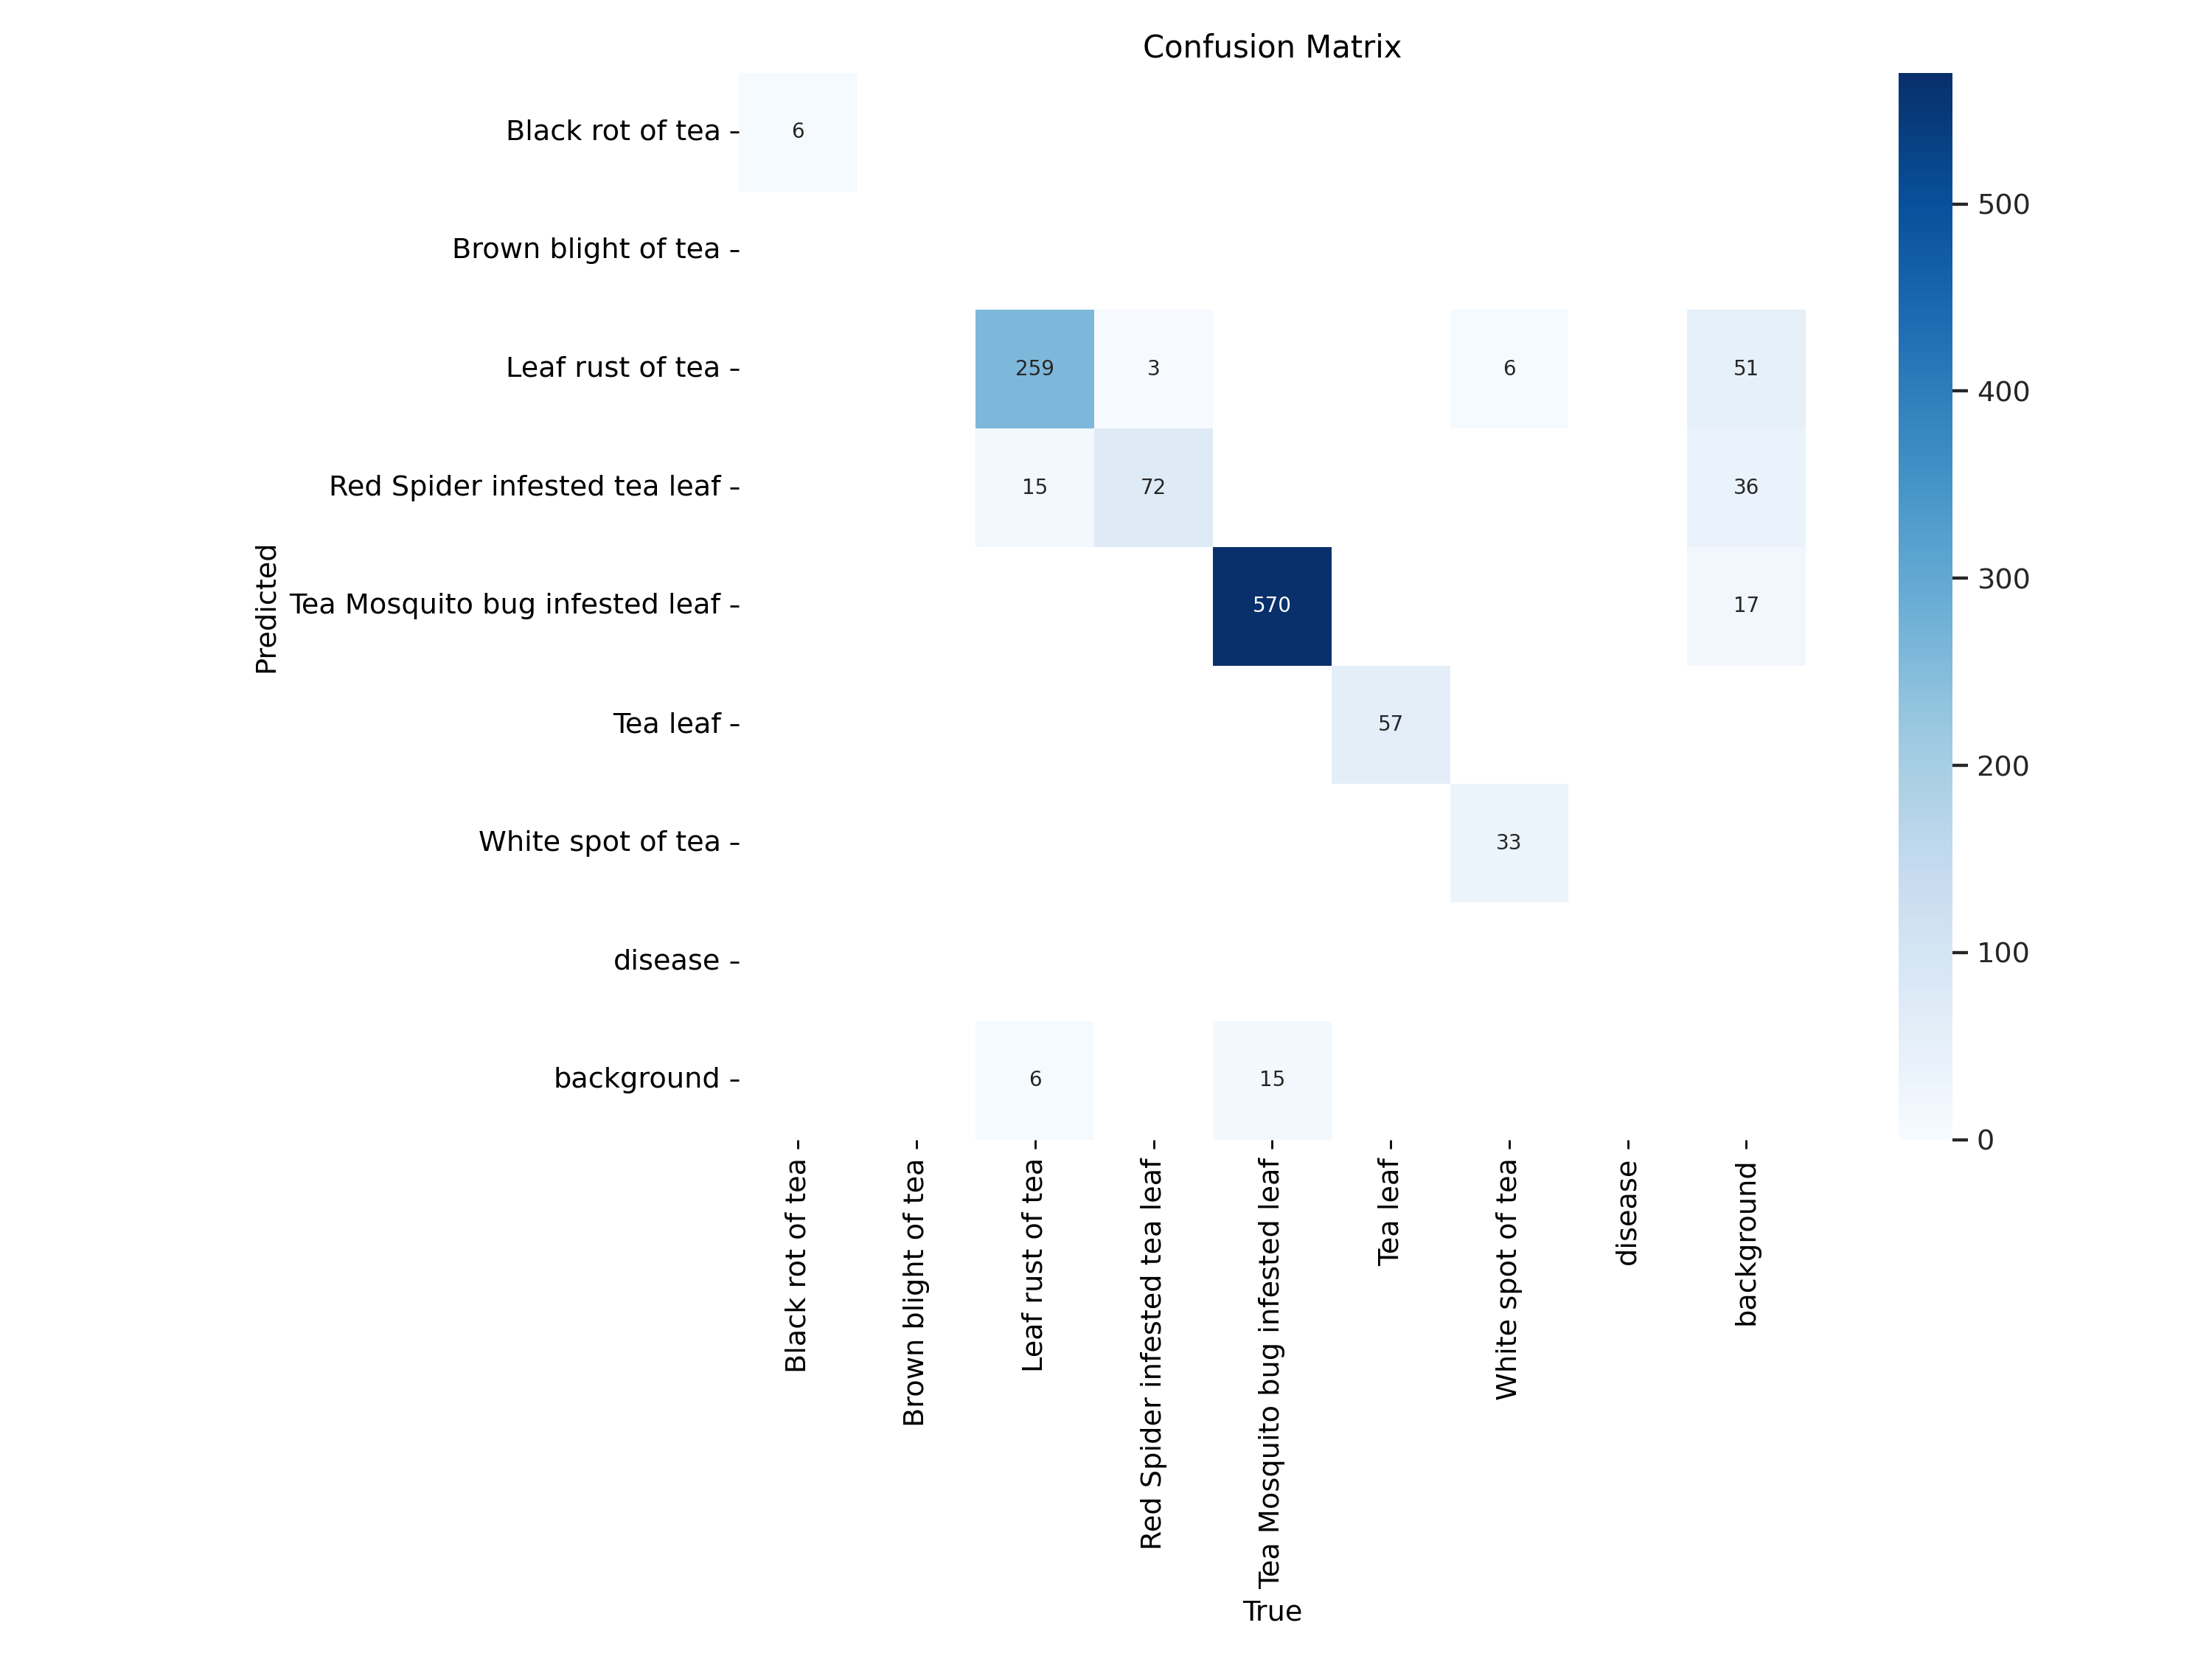 Confusion Matrix
Black rot of tea
6
Brown blight of tea
Leaf rust of tea
259 3 6 51
Red Spider infested tea leaf
15 72 36
Tea Mosquito bug infested leaf
570 17
Tea leaf
57
White spot of tea
33
disease
background
6 15
Predicted
Black rot of tea
Brown blight of tea
Leaf rust of tea
Red Spider infested tea leaf
Tea Mosquito bug infested leaf
Tea leaf
White spot of tea
disease
background
True
500
400
300
200
100
0